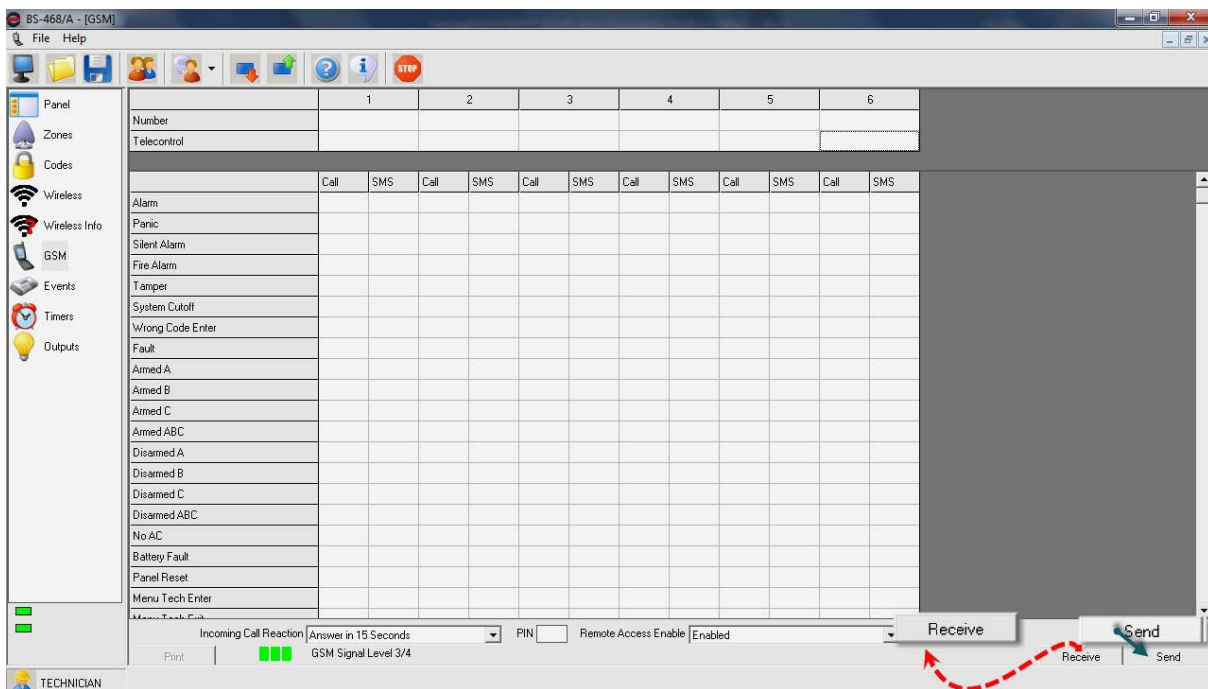 BS-468/A - [GSM]
File Help
STOP
Panel
Zones
Codes
Wireless
Wireless Info
GSM
Events
Timers
Outputs
1 2 3 4 5 6
Number
Telecontrol
Call SMS Call SMS Call SMS Call SMS Call SMS Call SMS
Alarm
Panic
Silent Alarm
Fire Alarm
Tamper
System Cutoff
Wrong Code Enter
Fault
Armed A
Armed B
Armed C
Armed ABC
Disarmed A
Disarmed B
Disarmed C
Disarmed ABC
No AC
Battery Fault
Panel Reset
Menu Tech Enter
Menu Tech Exit
Incoming Call Reaction Answer in 15 Seconds PIN Remote Access Enable Enabled
Receive Send
Print GSM Signal Level 3/4 Receive Send
TECHNICIAN